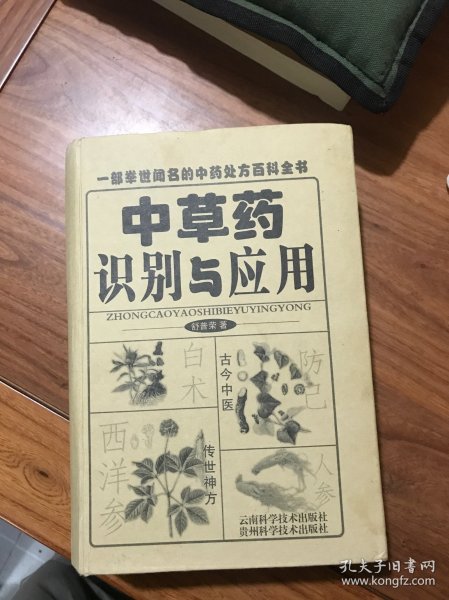 一部举世闻名的中药处方百科全书
中草药
识别与应用
ZHONGCAOYAOSHIBIEYUYINGYONG
舒普荣 著
白术
古今中医
防己
西洋参
传世神方
人参
云南科学技术出版社
贵州科学技术出版社
孔夫子旧书网
www.kongfz.com